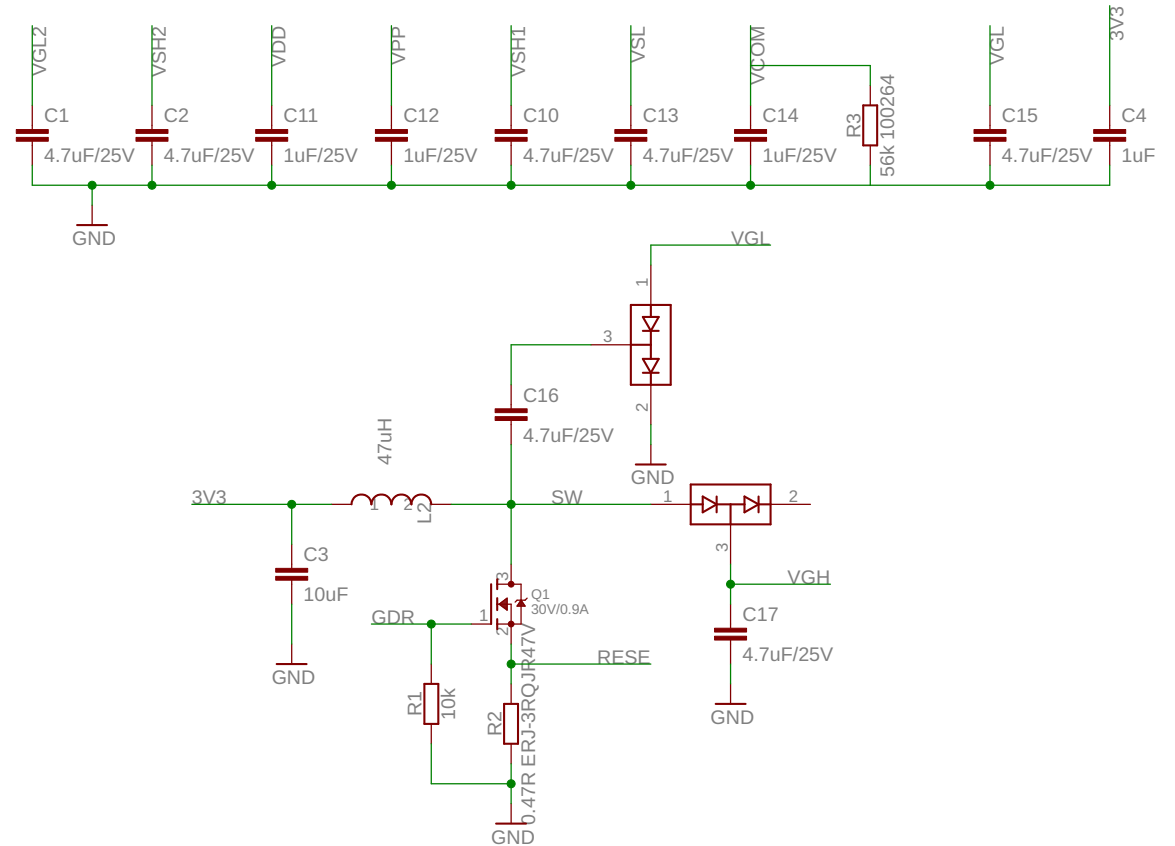 VGL2
VSH2
VDD
VPP
VSH1
VSL
VCOM
VGL
3V3
C1
4.7uF/25V
C2
4.7uF/25V
C11
1uF/25V
C12
1uF/25V
C10
4.7uF/25V
C13
4.7uF/25V
C14
1uF/25V
R3
56k 100264
C15
4.7uF/25V
C4
1uF
GND
VGL
1
3
2
GND
C16
4.7uF/25V
47uH
3V3
1
2
L2
SW
1
2
3
VGH
C17
4.7uF/25V
GND
C3
10uF
GND
3
Q1
30V/0.9A
GDR
1
2
RESE
R1
10k
R2
0.47R ERJ-3RQJR47V
GND